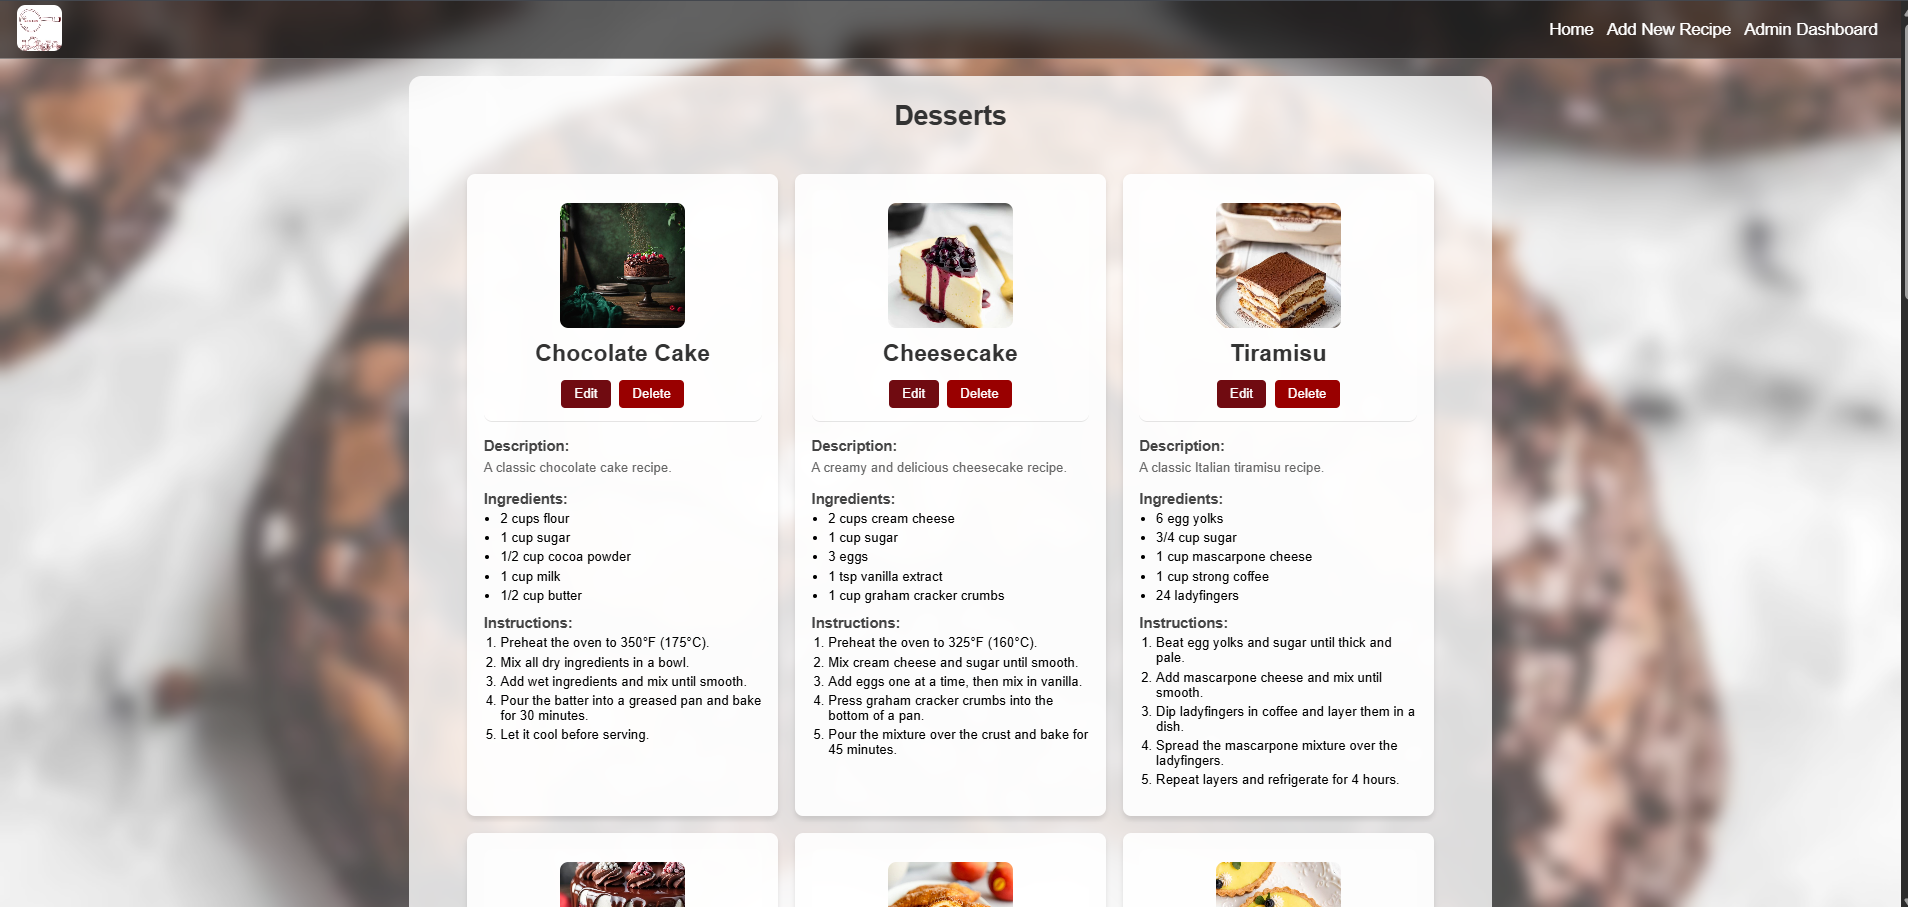 Home Add New Recipe Admin Dashboard
Desserts
Chocolate Cake
Edit Delete
Description:
A classic chocolate cake recipe.
Ingredients:
• 2 cups flour
• 1 cup sugar
• 1/2 cup cocoa powder
• 1 cup milk
• 1/2 cup butter
Instructions:
1. Preheat the oven to 350°F (175°C).
2. Mix all dry ingredients in a bowl.
3. Add wet ingredients and mix until smooth.
4. Pour the batter into a greased pan and bake
for 30 minutes.
5. Let it cool before serving.
Cheesecake
Edit Delete
Description:
A creamy and delicious cheesecake recipe.
Ingredients:
• 2 cups cream cheese
• 1 cup sugar
• 3 eggs
• 1 tsp vanilla extract
• 1 cup graham cracker crumbs
Instructions:
1. Preheat the oven to 325°F (160°C).
2. Mix cream cheese and sugar until smooth.
3. Add eggs one at a time, then mix in vanilla.
4. Press graham cracker crumbs into the
bottom of a pan.
5. Pour the mixture over the crust and bake for
45 minutes.
Tiramisu
Edit Delete
Description:
A classic Italian tiramisu recipe.
Ingredients:
• 6 egg yolks
• 3/4 cup sugar
• 1 cup mascarpone cheese
• 1 cup strong coffee
• 24 ladyfingers
Instructions:
1. Beat egg yolks and sugar until thick and
pale.
2. Add mascarpone cheese and mix until
smooth.
3. Dip ladyfingers in coffee and layer them in a
dish.
4. Spread the mascarpone mixture over the
ladyfingers.
5. Repeat layers and refrigerate for 4 hours.